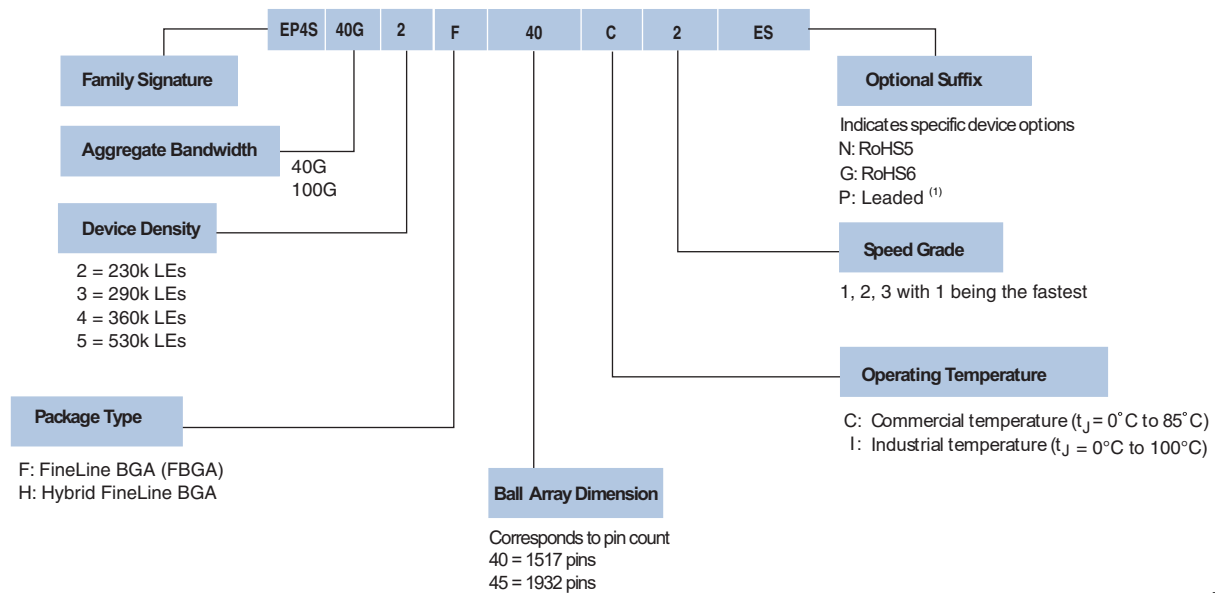 EP4S 40G 2 F 40 C 2 ES
Family Signature
Aggregate Bandwidth
40G
100G
Device Density
2 = 230k LEs
3 = 290k LEs
4 = 360k LEs
5 = 530k LEs
Package Type
F: FineLine BGA (FBGA)
H: Hybrid FineLine BGA
Ball Array Dimension
Corresponds to pin count
40 = 1517 pins
45 = 1932 pins
Optional Suffix
Indicates specific device options
N: RoHS5
G: RoHS6
P: Leaded (1)
Speed Grade
1, 2, 3 with 1 being the fastest
Operating Temperature
C: Commercial temperature (tJ = 0˚C to 85˚C)
I: Industrial temperature (tJ = 0°C to 100°C)